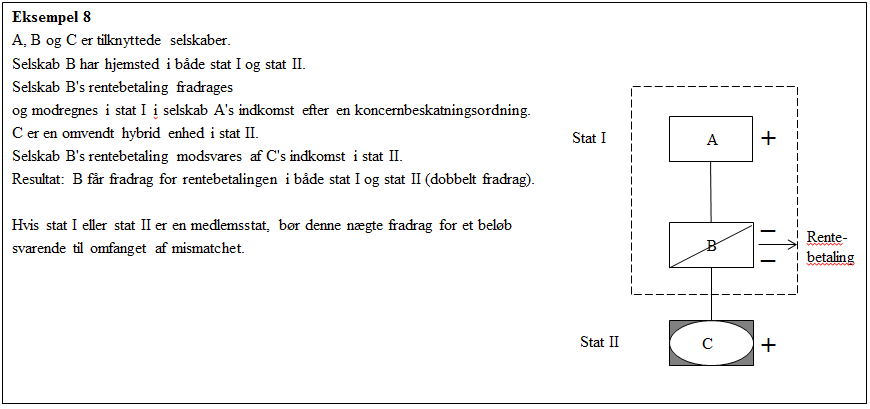 Eksempel 8
A, B og C er tilknyttede selskaber.
Selskab B har hjemsted i både stat I og stat II.
Selskab B's rentebetaling fradrages
og modregnes i stat I i selskab A's indkomst efter en koncernbeskatningsordning.
C er en omvendt hybrid enhed i stat II.
Selskab B's rentebetaling modsvares af C's indkomst i stat II.
Resultat: B får fradrag for rentebetalingen i både stat I og stat II (dobbelt fradrag).
Hvis stat I eller stat II er en medlemsstat, bør denne nægte fradrag for et beløb
svarende til omfanget af mismatchet.
Stat I
A
+
B
–
–
Rente-
betaling
Stat II
C
+